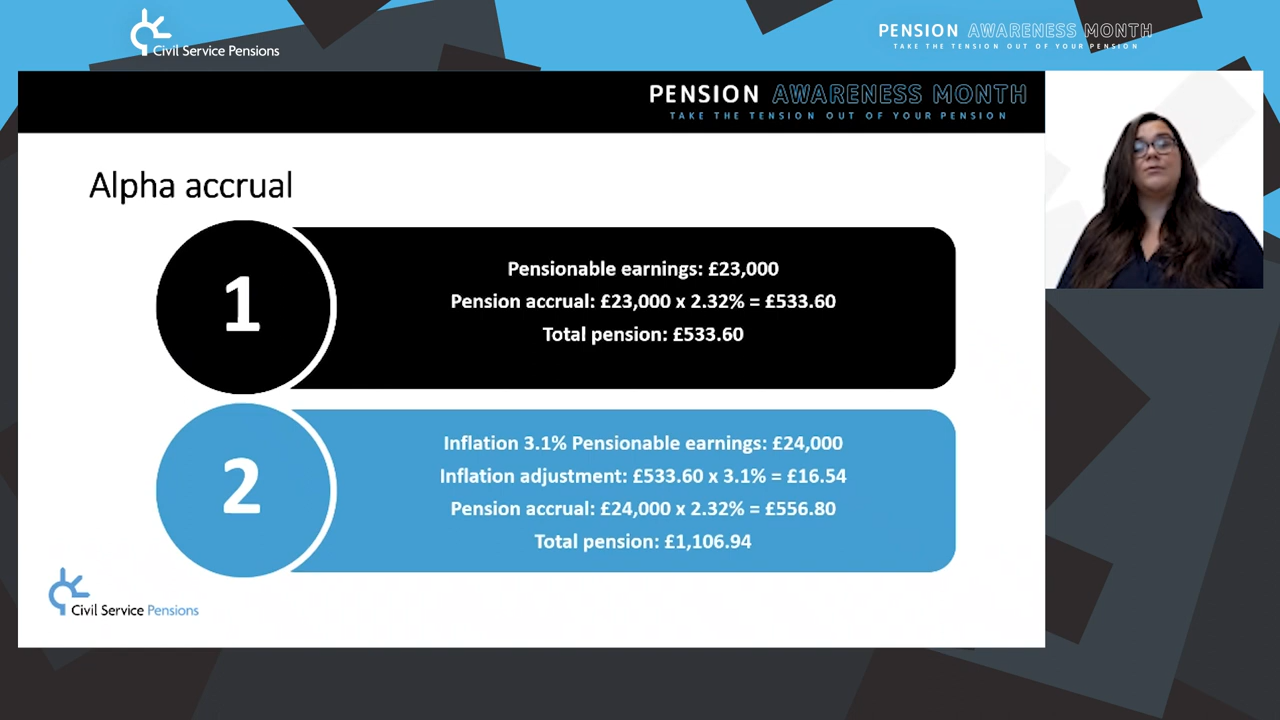 Civil Service Pensions
PENSION AWARENESS MONTH
TAKE THE TENSION OUT OF YOUR PENSION
PENSION AWARENESS MONTH
TAKE THE TENSION OUT OF YOUR PENSION
Alpha accrual
1
Pensionable earnings: £23,000
Pension accrual: £23,000 x 2.32% = £533.60
Total pension: £533.60
2
Inflation 3.1% Pensionable earnings: £24,000
Inflation adjustment: £533.60 x 3.1% = £16.54
Pension accrual: £24,000 x 2.32% = £556.80
Total pension: £1,106.94
Civil Service Pensions